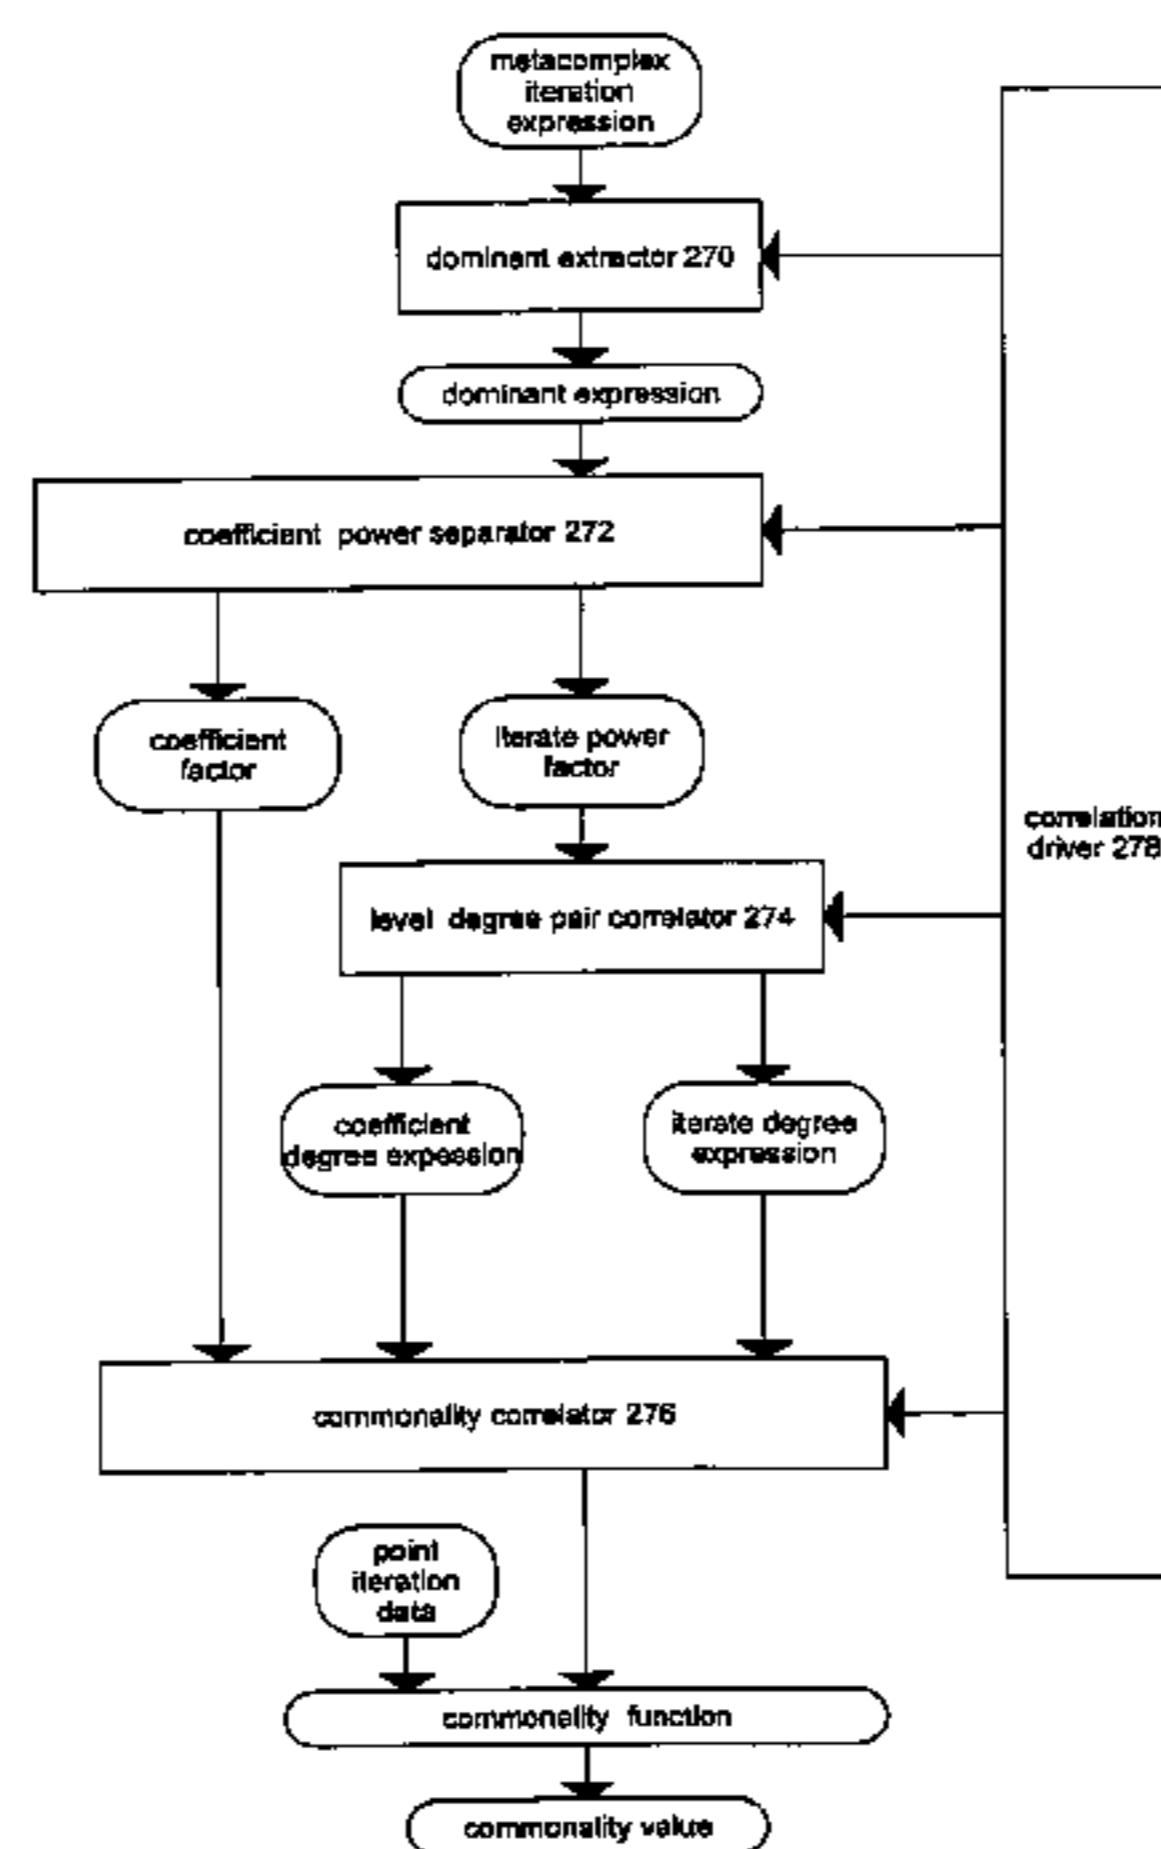 metacomplex
iteration
expression
dominant extractor 270
dominant expression
coefficient power separator 272
coefficient
factor
iterate power
factor
correlation
driver 278
level degree pair correlator 274
coefficient
degree expession
iterate degree
expression
commonality correlator 276
point
iteration
data
commonality function
commonality value